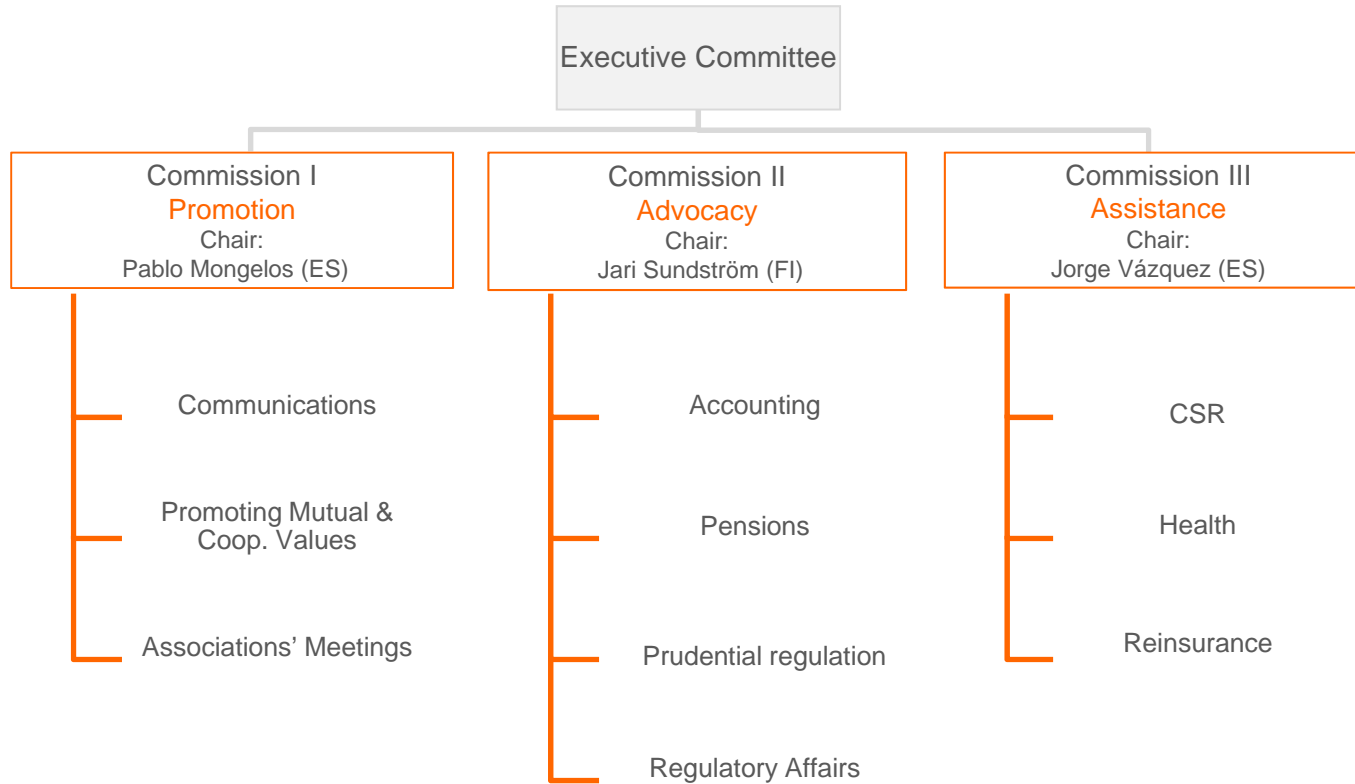 Executive Committee
Commission I
Promotion
Chair:
Pablo Mongelos (ES)
Communications
Promoting Mutual &
Coop. Values
Associations’ Meetings
Commission II
Advocacy
Chair:
Jari Sundström (FI)
Accounting
Pensions
Prudential regulation
Regulatory Affairs
Commission III
Assistance
Chair:
Jorge Vázquez (ES)
CSR
Health
Reinsurance